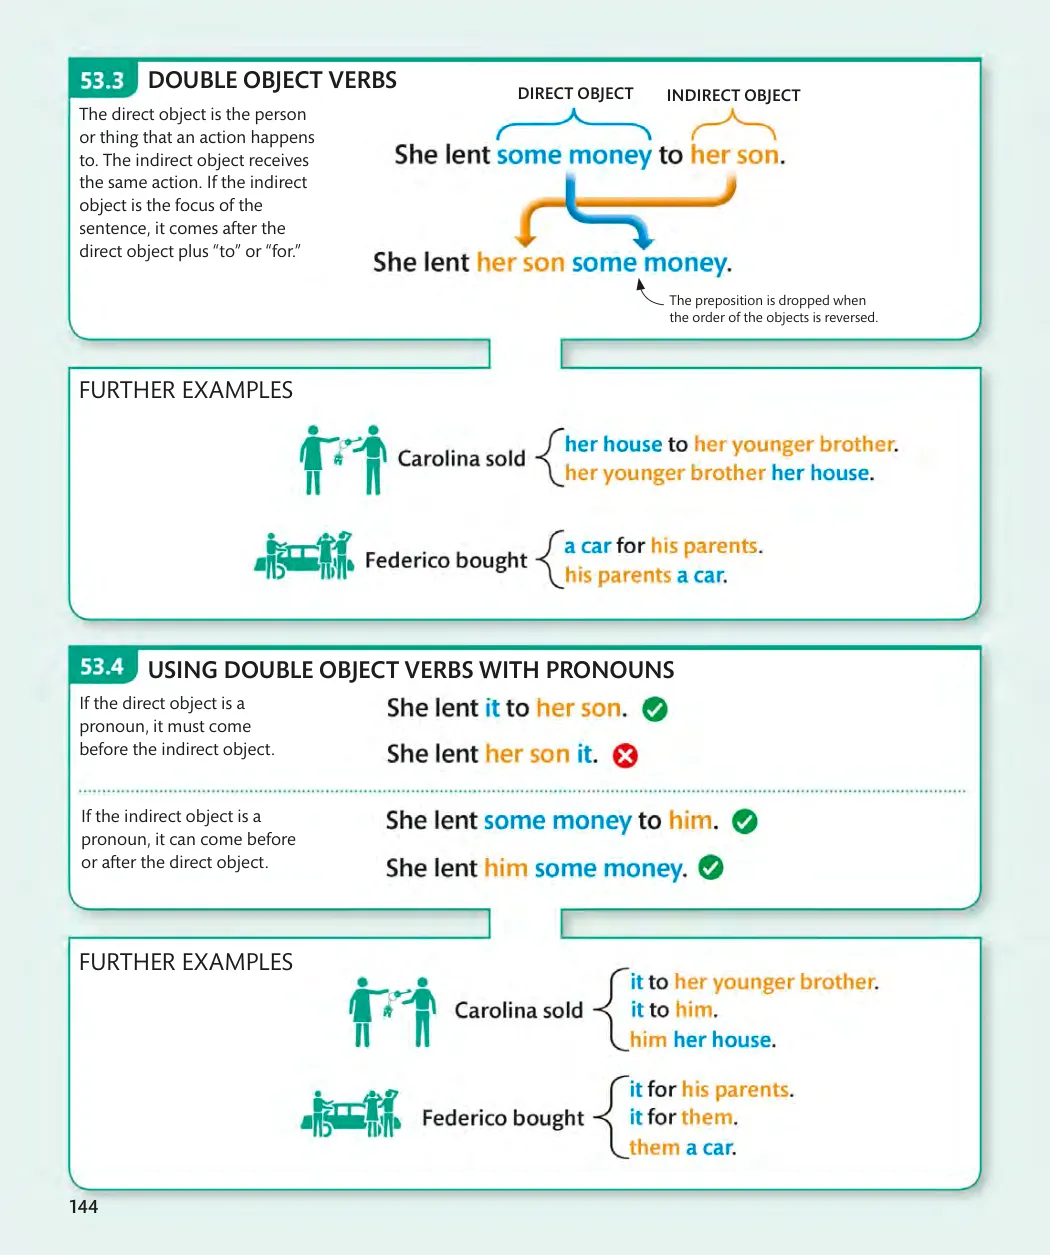 53.3 DOUBLE OBJECT VERBS
The direct object is the person
or thing that an action happens
to. The indirect object receives
the same action. If the indirect
object is the focus of the
sentence, it comes after the
direct object plus “to” or “for.”
DIRECT OBJECT INDIRECT OBJECT
She lent some money to her son.
She lent her son some money.
The preposition is dropped when
the order of the objects is reversed.
FURTHER EXAMPLES
Carolina sold
her house to her younger brother.
her younger brother her house.
Federico bought
a car for his parents.
his parents a car.
53.4 USING DOUBLE OBJECT VERBS WITH PRONOUNS
If the direct object is a
pronoun, it must come
before the indirect object.
She lent it to her son.
She lent her son it.
If the indirect object is a
pronoun, it can come before
or after the direct object.
She lent some money to him.
She lent him some money.
FURTHER EXAMPLES
Carolina sold
it to her younger brother.
it to him.
him her house.
Federico bought
it for his parents.
it for them.
them a car.
144